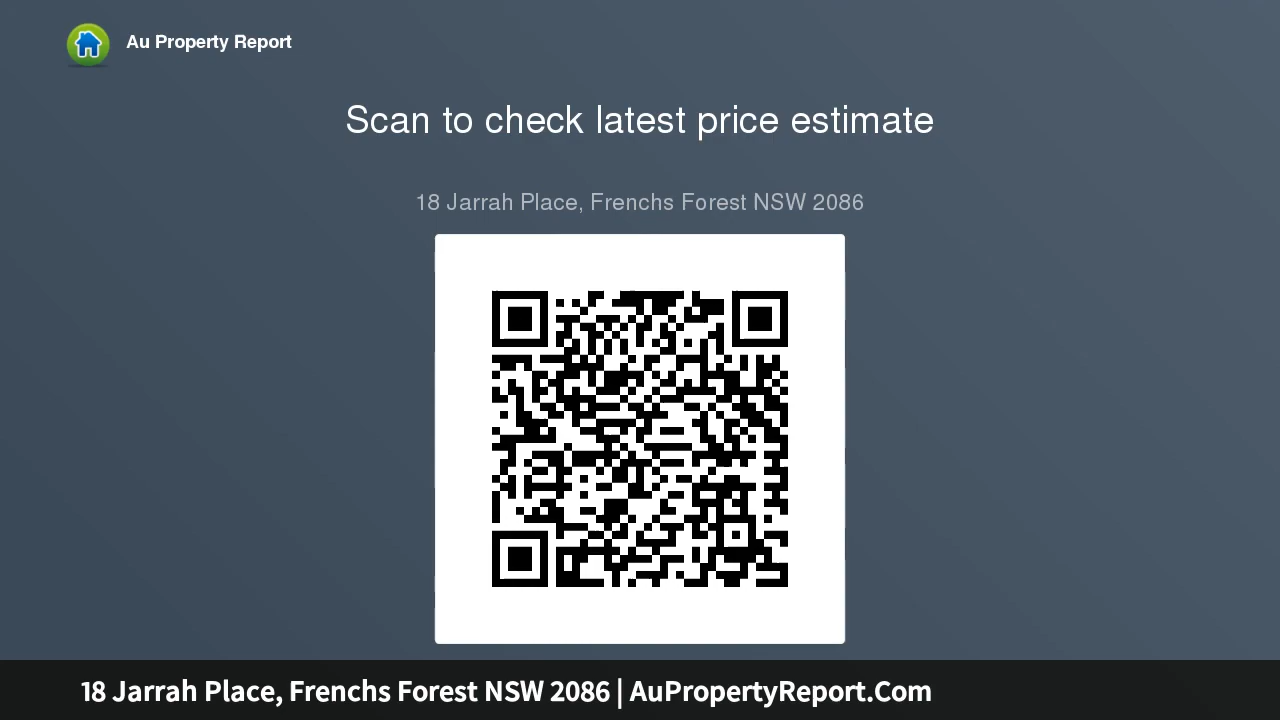 Au Property Report
Scan to check latest price estimate
18 Jarrah Place, Frenchs Forest NSW 2086
18 Jarrah Place, Frenchs Forest NSW 2086 | AuPropertyReport.Com